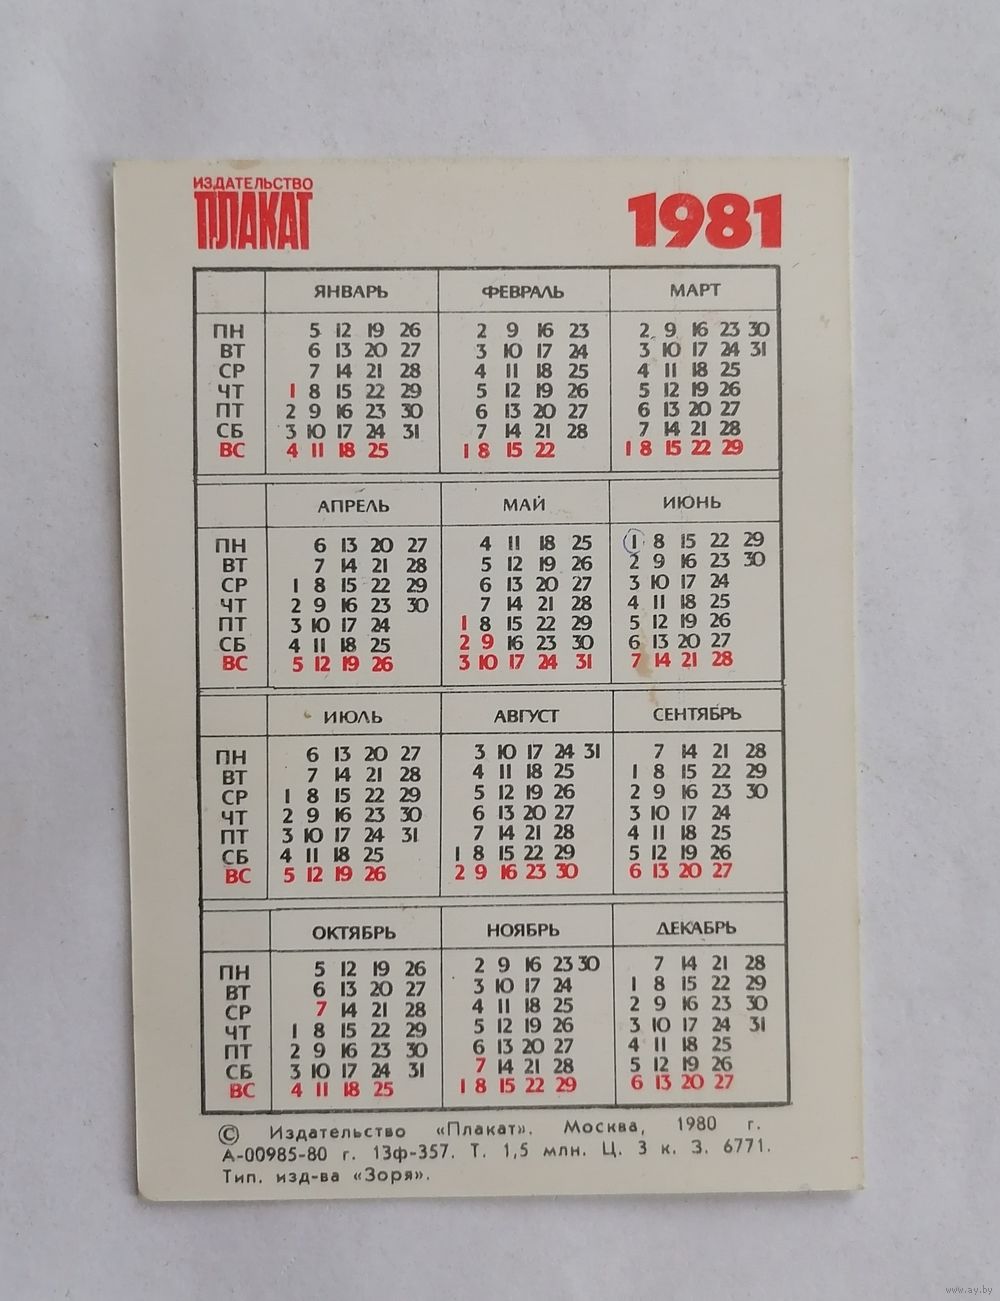 ИЗДАТЕЛЬСТВО
ПЛАКАТ 1981
ЯНВАРЬ ФЕВРАЛЬ МАРТ
ПН 5 12 19 26 2 9 16 23 2 9 16 23 30
ВТ 6 13 20 27 3 10 17 24 3 10 17 24 31
СР 7 14 21 28 4 11 18 25 4 11 18 25
ЧТ 1 8 15 22 29 5 12 19 26 5 12 19 26
ПТ 2 9 16 23 30 6 13 20 27 6 13 20 27
СБ 3 10 17 24 31 7 14 21 28 7 14 21 28
ВС 4 11 18 25 1 8 15 22 1 8 15 22 29
АПРЕЛЬ МАЙ ИЮНЬ
ПН 6 13 20 27 4 11 18 25 1 8 15 22 29
ВТ 7 14 21 28 5 12 19 26 2 9 16 23 30
СР 1 8 15 22 29 6 13 20 27 3 10 17 24
ЧТ 2 9 16 23 30 7 14 21 28 4 11 18 25
ПТ 3 10 17 24 1 8 15 22 29 5 12 19 26
СБ 4 11 18 25 2 9 16 23 30 6 13 20 27
ВС 5 12 19 26 3 10 17 24 31 7 14 21 28
ИЮЛЬ АВГУСТ СЕНТЯБРЬ
ПН 6 13 20 27 3 10 17 24 31 7 14 21 28
ВТ 7 14 21 28 4 11 18 25 1 8 15 22 29
СР 1 8 15 22 29 5 12 19 26 2 9 16 23 30
ЧТ 2 9 16 23 30 6 13 20 27 3 10 17 24
ПТ 3 10 17 24 31 7 14 21 28 4 11 18 25
СБ 4 11 18 25 1 8 15 22 29 5 12 19 26
ВС 5 12 19 26 2 9 16 23 30 6 13 20 27
ОКТЯБРЬ НОЯБРЬ ДЕКАБРЬ
ПН 5 12 19 26 2 9 16 23 30 7 14 21 28
ВТ 6 13 20 27 3 10 17 24 1 8 15 22 29
СР 7 14 21 28 4 11 18 25 2 9 16 23 30
ЧТ 1 8 15 22 29 5 12 19 26 3 10 17 24 31
ПТ 2 9 16 23 30 6 13 20 27 4 11 18 25
СБ 3 10 17 24 31 7 14 21 28 5 12 19 26
ВС 4 11 18 25 1 8 15 22 29 6 13 20 27
© Издательство «Плакат». Москва, 1980 г.
А-00985-80 г. 13ф-357. Т. 1,5 млн. Ц. 3 к. З. 6771.
Тип. изд-ва «Зоря».
www.ay.by